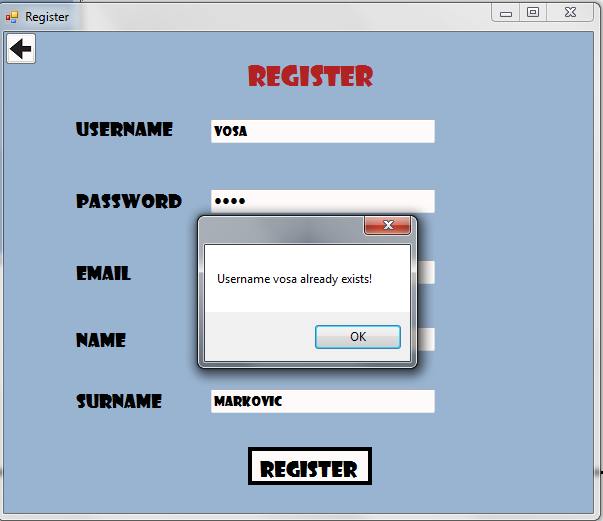 Register
REGISTER
USERNAME VOSA
PASSWORD ••••
EMAIL
Username vosa already exists!
NAME
OK
SURNAME MARKOVIC
REGISTER